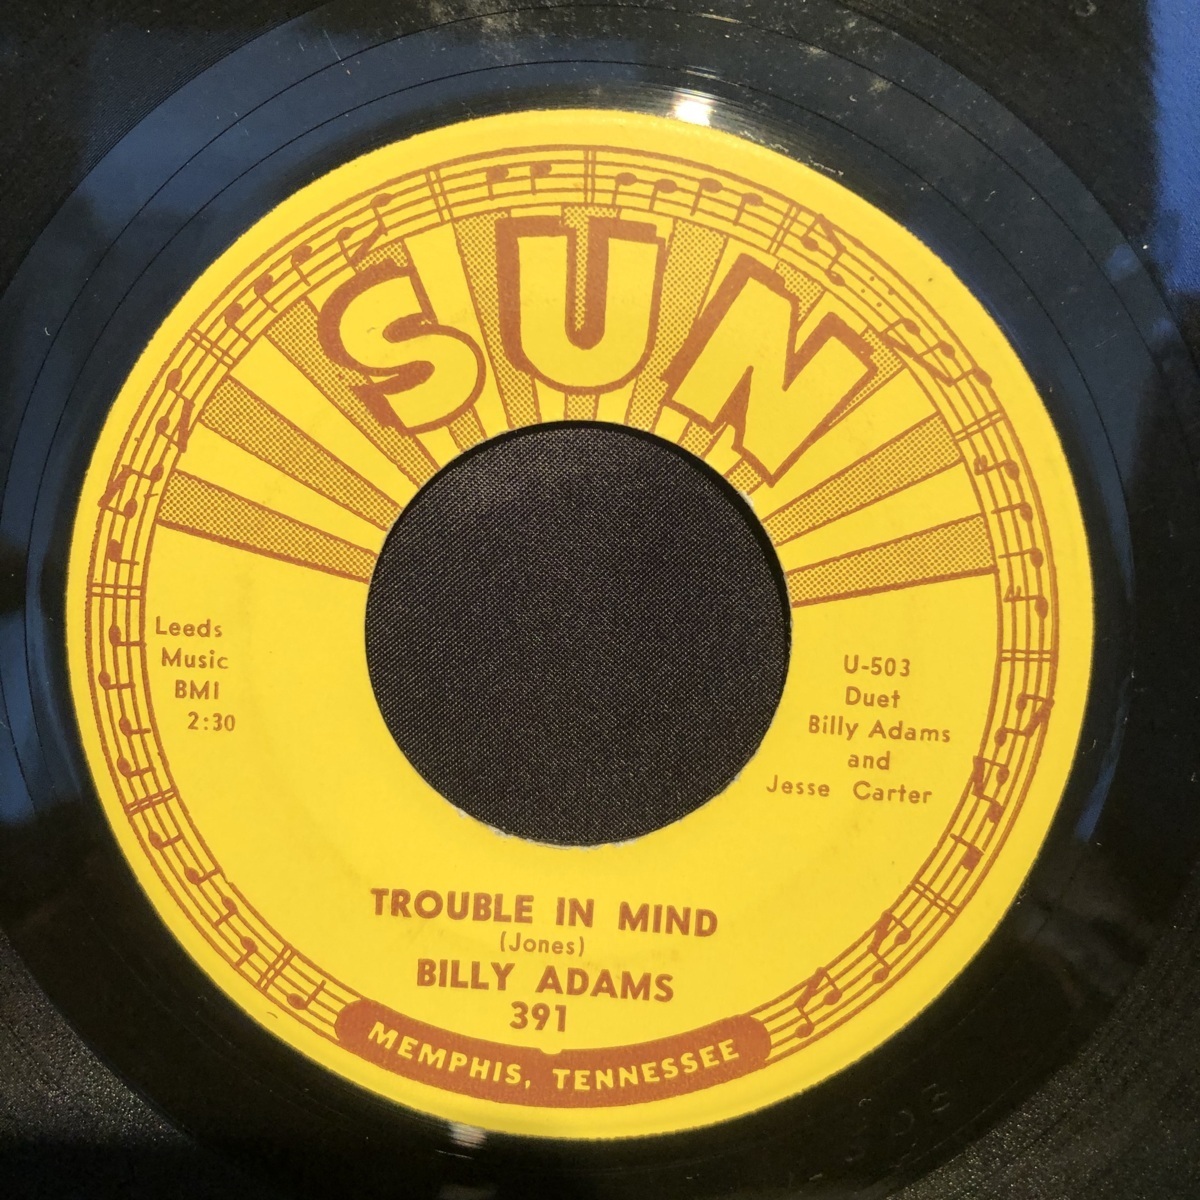 SUN
Leeds
Music
BMI
2:30
U-503
Duet
Billy Adams
and
Jesse Carter
TROUBLE IN MIND
(Jones)
BILLY ADAMS
391
MEMPHIS, TENNESSEE